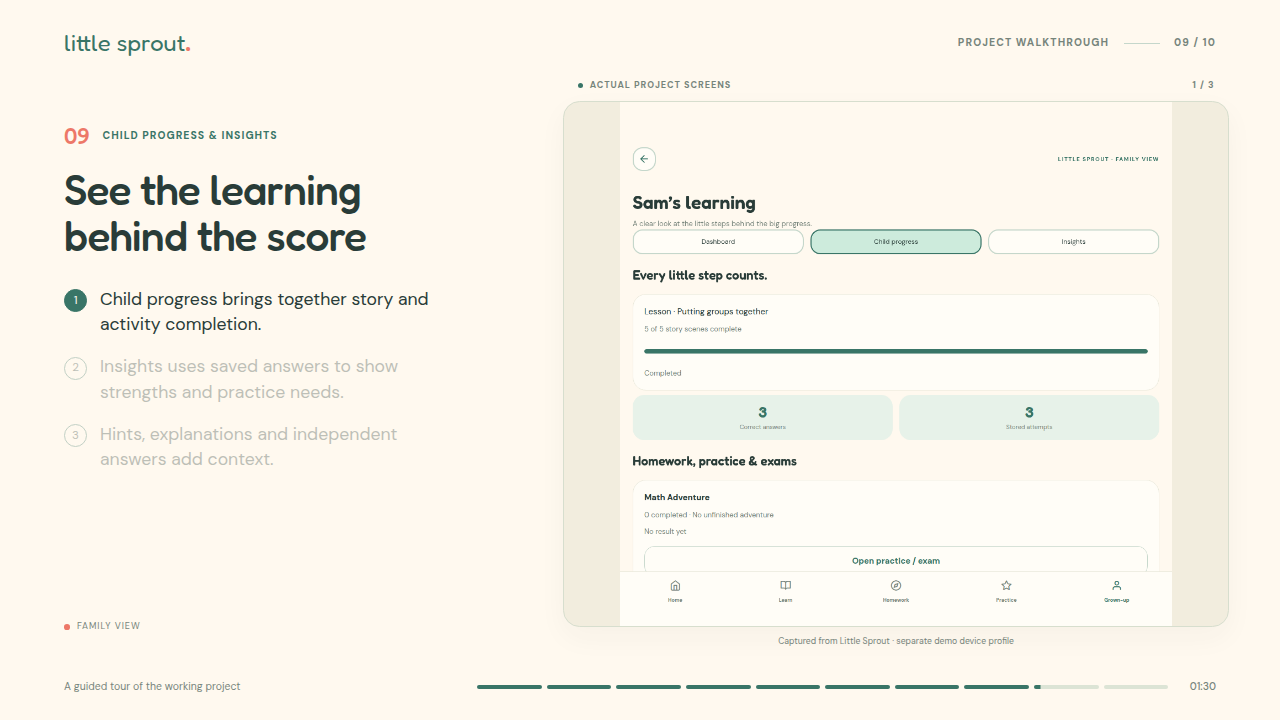 little sprout.
PROJECT WALKTHROUGH
09 / 10
ACTUAL PROJECT SCREENS
1 / 3
09 CHILD PROGRESS & INSIGHTS
See the learning
behind the score
1 Child progress brings together story and
activity completion.
2 Insights uses saved answers to show
strengths and practice needs.
3 Hints, explanations and independent
answers add context.
FAMILY VIEW
LITTLE SPROUT · FAMILY VIEW
Sam's learning
A clear look at the little steps behind the big progress.
Dashboard
Child progress
Insights
Every little step counts.
Lesson · Putting groups together
5 of 5 story scenes complete
Completed
3
Correct answers
3
Stored attempts
Homework, practice & exams
Math Adventure
0 completed · No unfinished adventure
No result yet
Open practice / exam
Home
Learn
Homework
Practice
Grown-up
Captured from Little Sprout · separate demo device profile
A guided tour of the working project
01:30